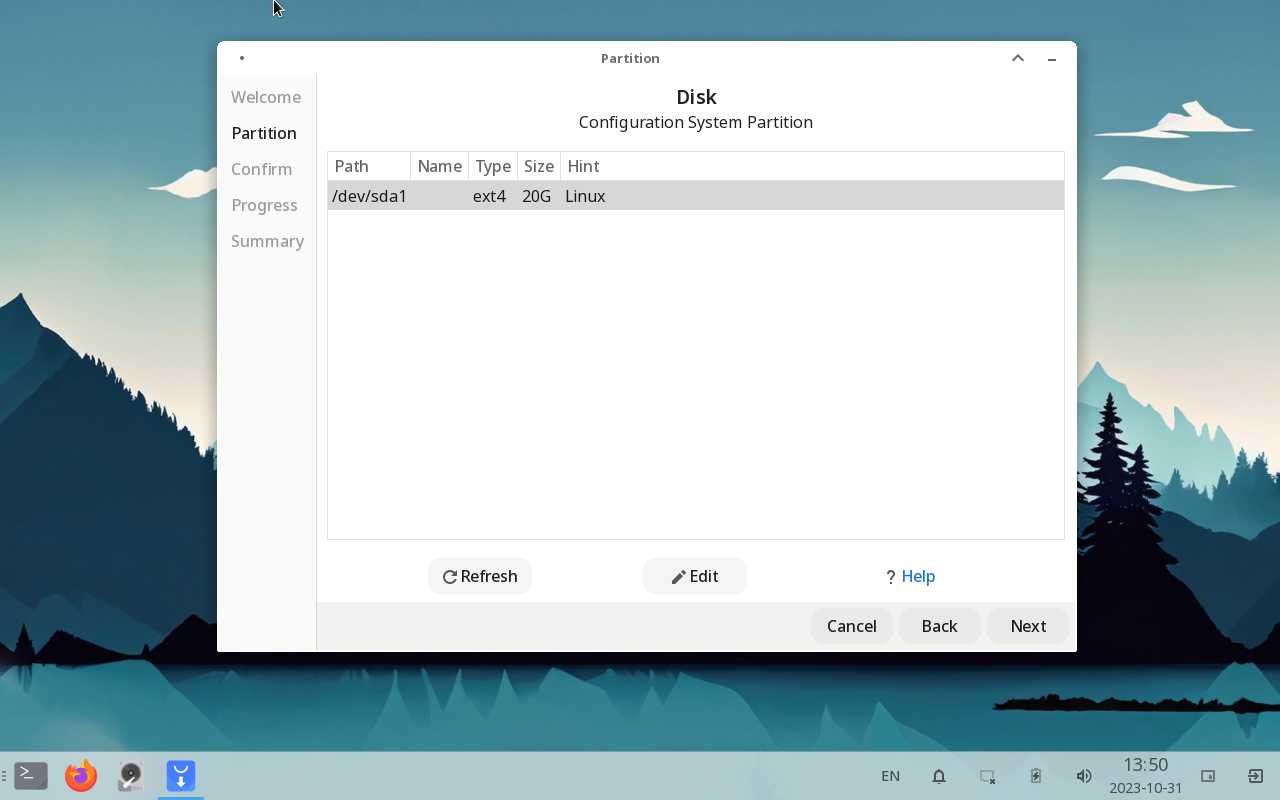 Partition
Welcome
Partition
Confirm
Progress
Summary
Disk
Configuration System Partition
Path Name Type Size Hint
/dev/sda1 ext4 20G Linux
Refresh Edit ? Help
Cancel Back Next
EN
13:50
2023-10-31